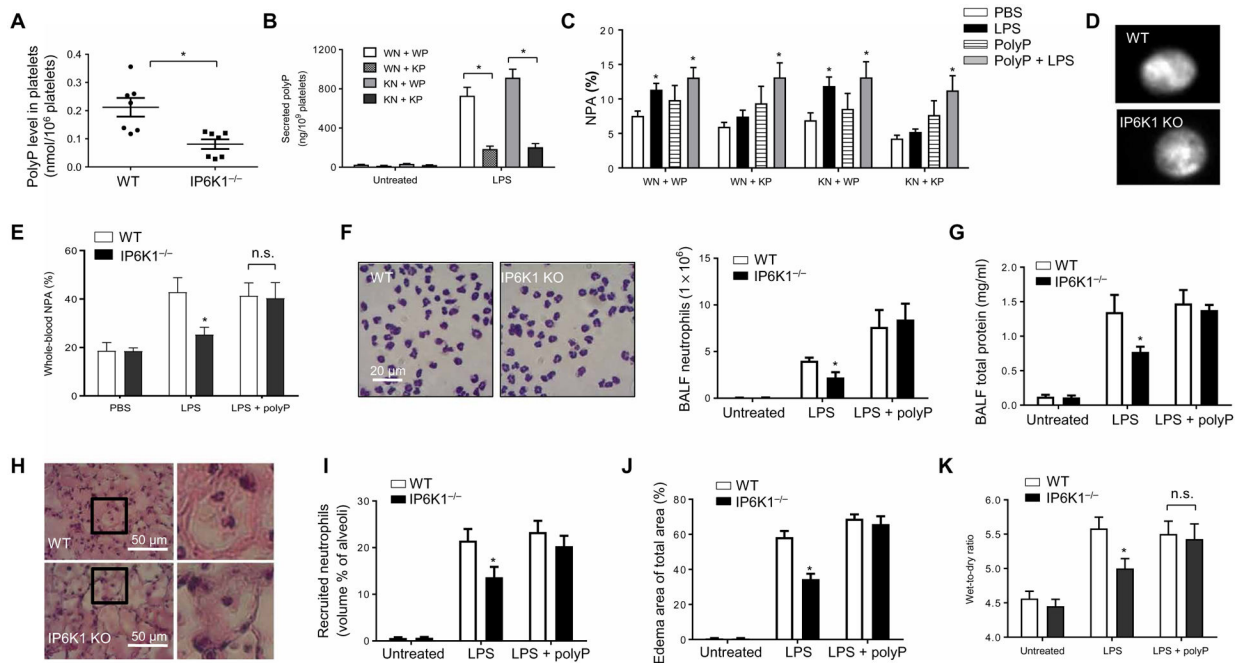 A
PolyP level in platelets
(nmol/10⁶ platelets)
0.4
0.3
0.2
0.1
0.0
*
WT
IP6K1⁻/⁻
B
Secreted polyP
(ng/10⁹ platelets)
1200
800
400
0
WN + WP
WN + KP
KN + WP
KN + KP
*
*
Untreated
LPS
C
PBS
LPS
PolyP
PolyP + LPS
NPA (%)
15
10
5
0
*
*
*
*
*
*
WN + WP
WN + KP
KN + WP
KN + KP
D
WT
IP6K1 KO
E
WT
IP6K1⁻/⁻
Whole-blood NPA (%)
60
40
20
0
*
n.s.
PBS
LPS
LPS + polyP
F
WT
20 µm
IP6K1 KO
WT
IP6K1⁻/⁻
BALF neutrophils (1 × 10⁶)
10
5
0
*
Untreated
LPS
LPS + polyP
G
WT
IP6K1⁻/⁻
BALF total protein (mg/ml)
2.0
1.5
1.0
0.5
0.0
*
Untreated
LPS
LPS + polyP
H
WT
50 µm
IP6K1 KO
50 µm
I
WT
IP6K1⁻/⁻
Recruited neutrophils
(volume % of alveoli)
30
20
10
0
*
Untreated
LPS
LPS + polyP
J
WT
IP6K1⁻/⁻
Edema area of total area (%)
80
60
40
20
0
*
Untreated
LPS
LPS + polyP
K
WT
IP6K1⁻/⁻
Wet-to-dry ratio
6.0
5.5
5.0
4.5
4.0
*
n.s.
Untreated
LPS
LPS + polyP